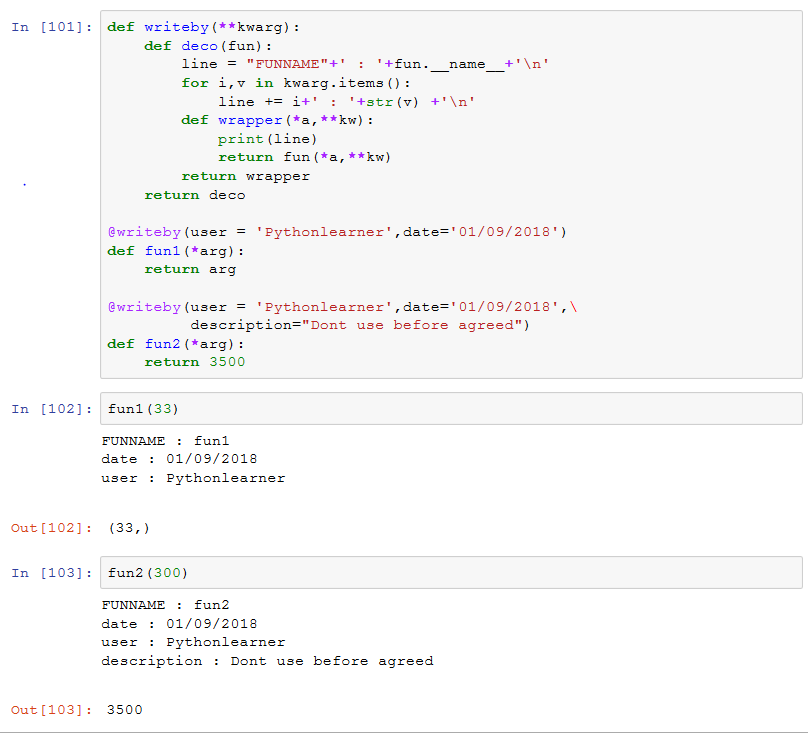 In [101]: def writeby(**kwarg):
    def deco(fun):
        line = "FUNNAME"+' : '+fun.__name__+'\n'
        for i,v in kwarg.items():
            line += i+' : '+str(v) +'\n'
        def wrapper(*a,**kw):
            print(line)
            return fun(*a,**kw)
        return wrapper
    return deco
@writeby(user = 'Pythonlearner',date='01/09/2018')
def fun1(*arg):
    return arg
@writeby(user = 'Pythonlearner',date='01/09/2018',\
         description="Dont use before agreed")
def fun2(*arg):
    return 3500
In [102]: fun1(33)
FUNNAME : fun1
date : 01/09/2018
user : Pythonlearner
Out[102]: (33,)
In [103]: fun2(300)
FUNNAME : fun2
date : 01/09/2018
user : Pythonlearner
description : Dont use before agreed
Out[103]: 3500